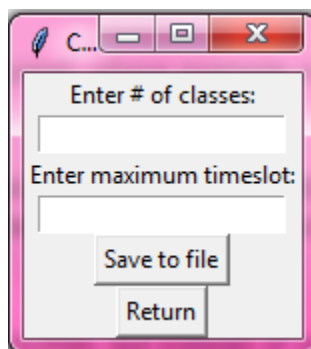 C...
Enter # of classes:
Enter maximum timeslot:
Save to file
Return